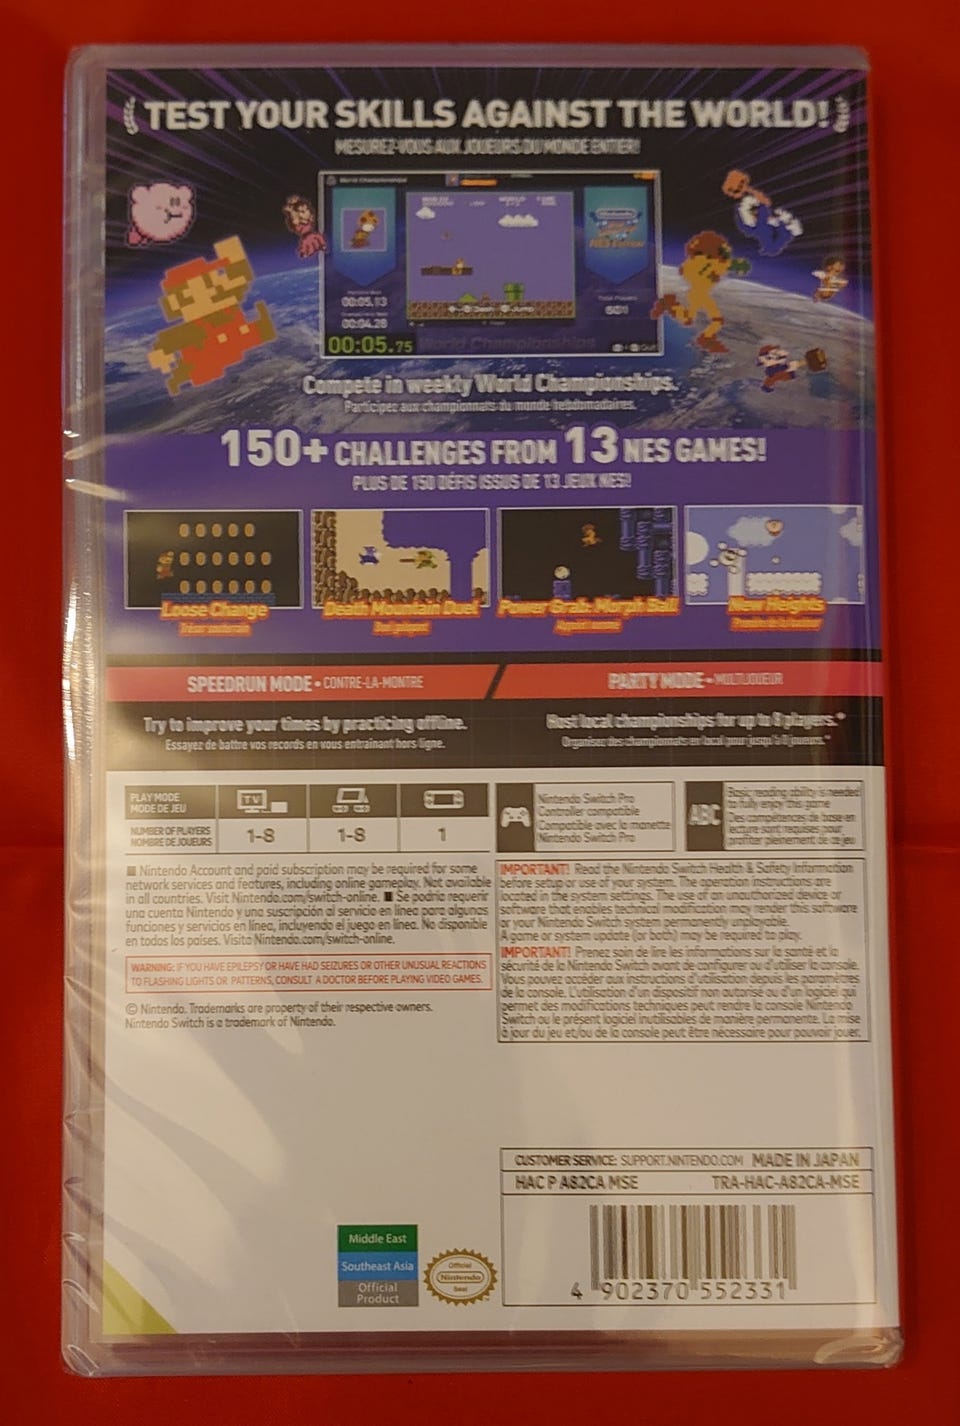 TEST YOUR SKILLS AGAINST THE WORLD!
MESUREZ-VOUS AUX JOUEURS DU MONDE ENTIER!
World Championships
00:05.13
00:04.28
00:05.75
World Championships
Compete in weekly World Championships.
Participez aux championnats du monde hebdomadaires.
150+ CHALLENGES FROM 13 NES GAMES!
PLUS DE 150 DÉFIS ISSUS DE 13 JEUX NES!
Loose Change
Death Mountain Duel
Power Grab: Morph Ball
New Heights
SPEEDRUN MODE • CONTRE-LA-MONTRE
PARTY MODE • MULTIJOUEUR
Try to improve your times by practicing offline.
Essayez de battre vos records en vous entraînant hors ligne.
Host local championships for up to 8 players.*
Organisez des championnats en local pour jusqu'à 8 joueurs.*
PLAY MODE
MODE DE JEU
TV
NUMBER OF PLAYERS
NOMBRE DE JOUEURS
1-8
1-8
1
Nintendo Switch Pro
Controller compatible
Compatible avec la manette
Nintendo Switch Pro
ABC
Basic reading ability is needed
to fully enjoy this game
Des compétences de base en
lecture sont requises pour
profiter pleinement de ce jeu
■ Nintendo Account and paid subscription may be required for some
network services and features, including online gameplay. Not available
in all countries. Visit Nintendo.com/switch-online. ■ Se podría requerir
una cuenta Nintendo y una suscripción al servicio en línea para algunas
funciones y servicios en línea, incluyendo el juego en línea. No disponible
en todos los países. Visita Nintendo.com/switch-online.
WARNING: IF YOU HAVE EPILEPSY OR HAVE HAD SEIZURES OR OTHER UNUSUAL REACTIONS
TO FLASHING LIGHTS OR PATTERNS, CONSULT A DOCTOR BEFORE PLAYING VIDEO GAMES.
© Nintendo. Trademarks are property of their respective owners.
Nintendo Switch is a trademark of Nintendo.
IMPORTANT! Read the Nintendo Switch Health & Safety Information
before setup or use of your system. The operation instructions are
located in the system settings. The use of an unauthorized device or
software that enables technical modification may render this software
or your Nintendo Switch system permanently unplayable.
A game or system update (or both) may be required to play.
IMPORTANT! Prenez soin de lire les informations sur la santé et la
sécurité de la Nintendo Switch avant de configurer ou d'utiliser la console.
Vous pouvez accéder aux instructions d'utilisation depuis les paramètres
de la console. L'utilisation d'un dispositif non autorisé ou d'un logiciel qui
permet des modifications techniques peut rendre la console Nintendo
Switch ou le présent logiciel inutilisables de manière permanente. La mise
à jour du jeu et/ou de la console peut être nécessaire pour pouvoir jouer.
CUSTOMER SERVICE: SUPPORT.NINTENDO.COM MADE IN JAPAN
HAC P A82CA MSE
TRA-HAC-A82CA-MSE
Middle East
Southeast Asia
Official
Product
Official
Nintendo
Seal
4 902370 552331